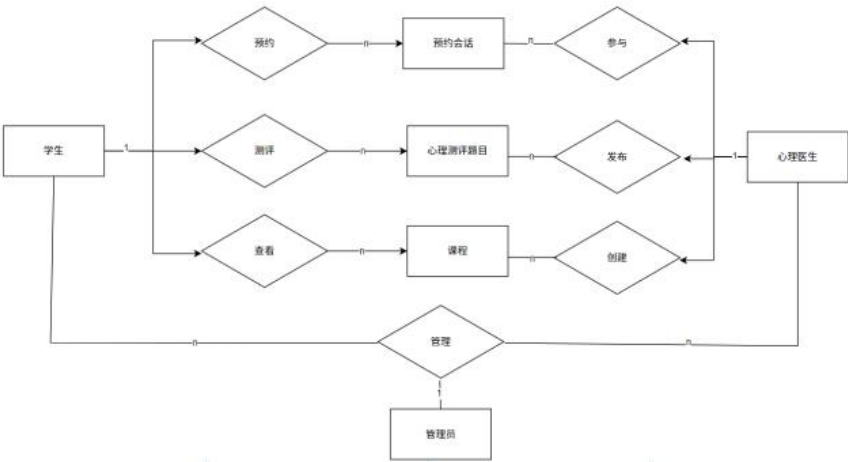 预约
n
预约会话
n
参与
学生
1
测评
n
心理测评题目
n
发布
1
心理医生
查看
n
课程
n
创建
n
管理
n
1
管理员